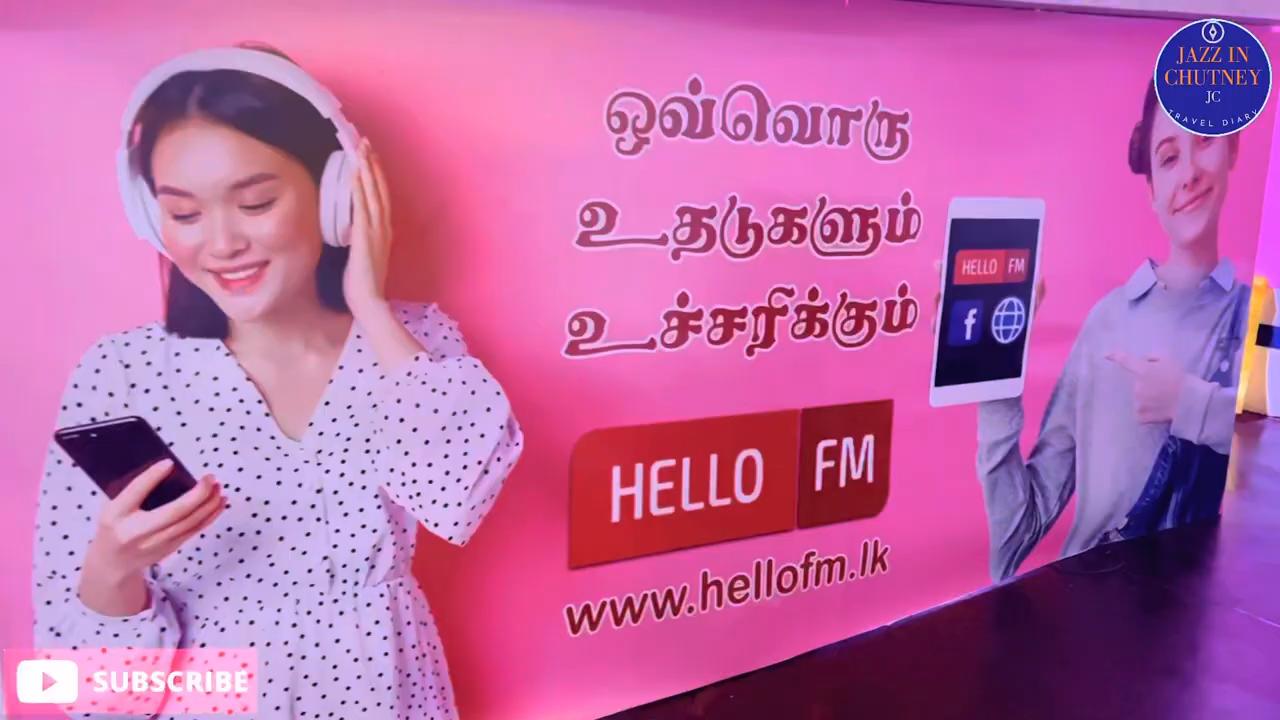 ஒவ்வொரு
உதடுகளும்
உச்சரிக்கும்
HELLO FM
www.hellofm.lk
HELLO FM
f
JAZZ IN
CHUTNEY
JC
TRAVEL DIARY
SUBSCRIBE